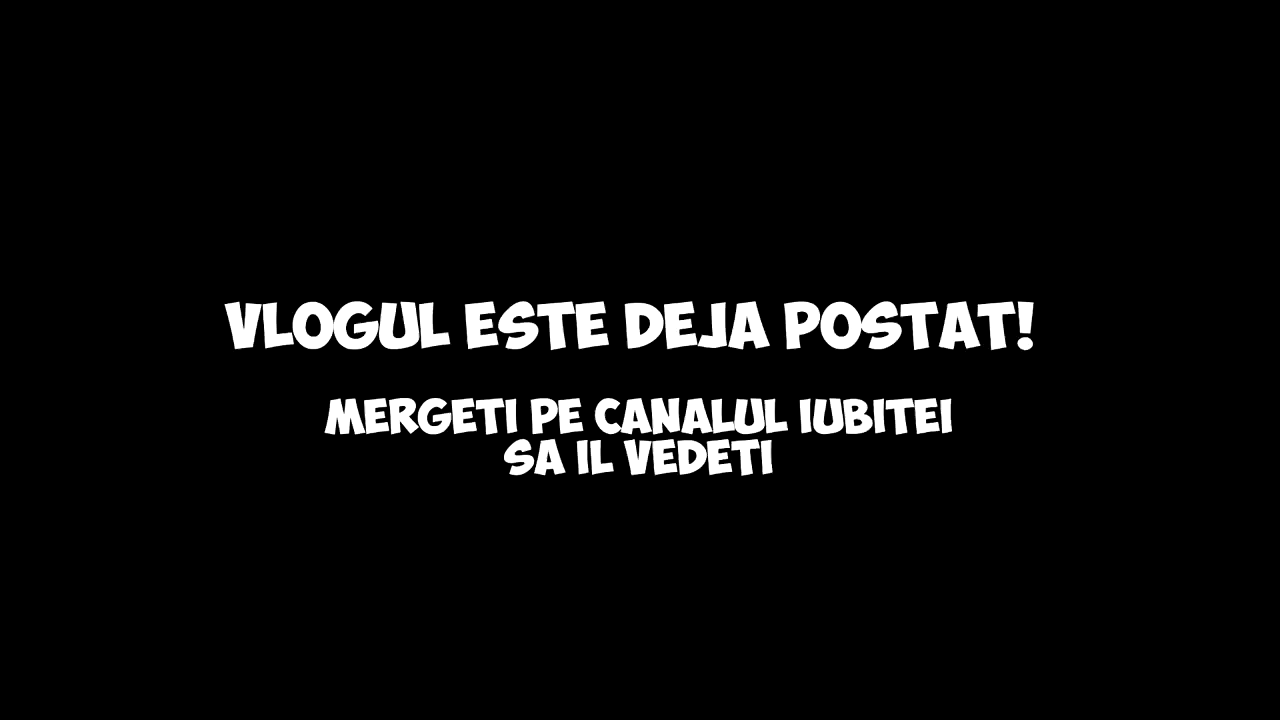 VLOGUL ESTE DEJA POSTAT!
MERGETI PE CANALUL IUBITEI
SA IL VEDETI